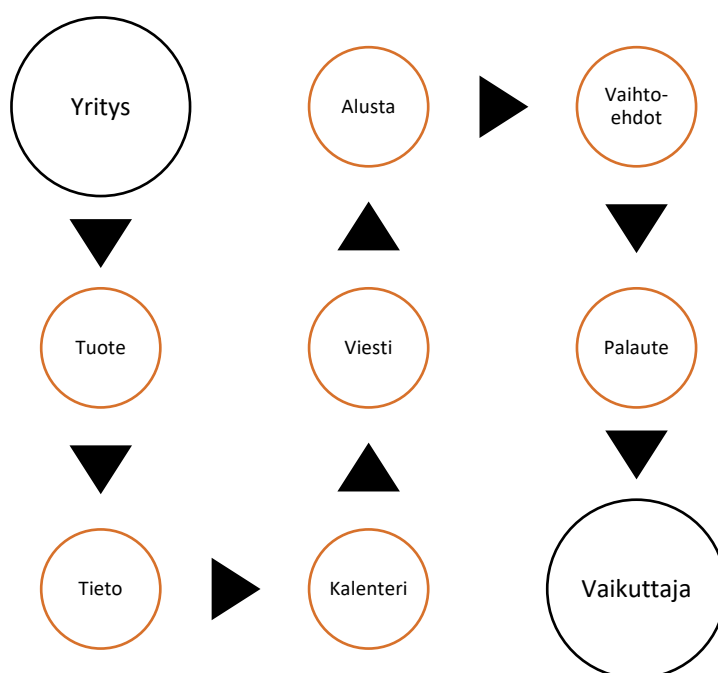 Yritys
Tuote
Tieto
Kalenteri
Viesti
Alusta
Vaihto-
ehdot
Palaute
Vaikuttaja